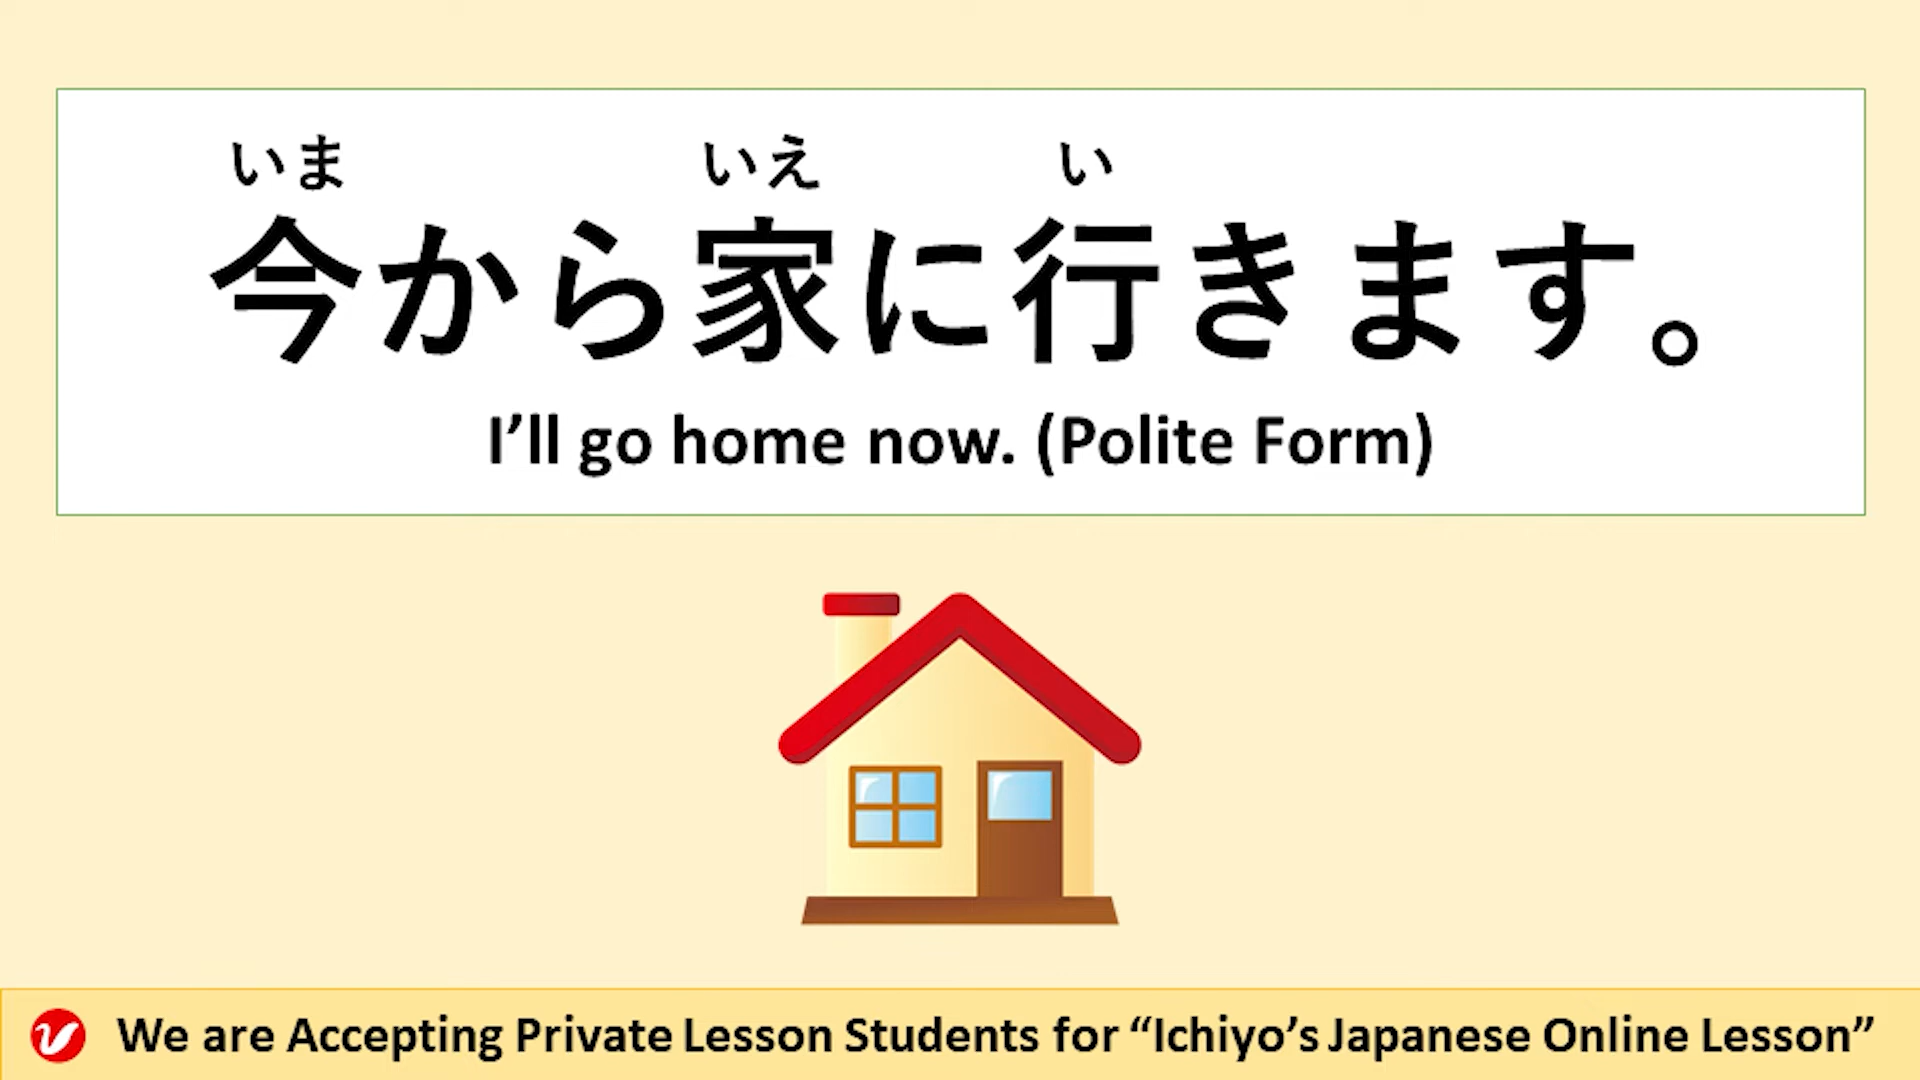 いま いえ い
今から家に行きます。
I’ll go home now. (Polite Form)
We are Accepting Private Lesson Students for “Ichiyo’s Japanese Online Lesson”